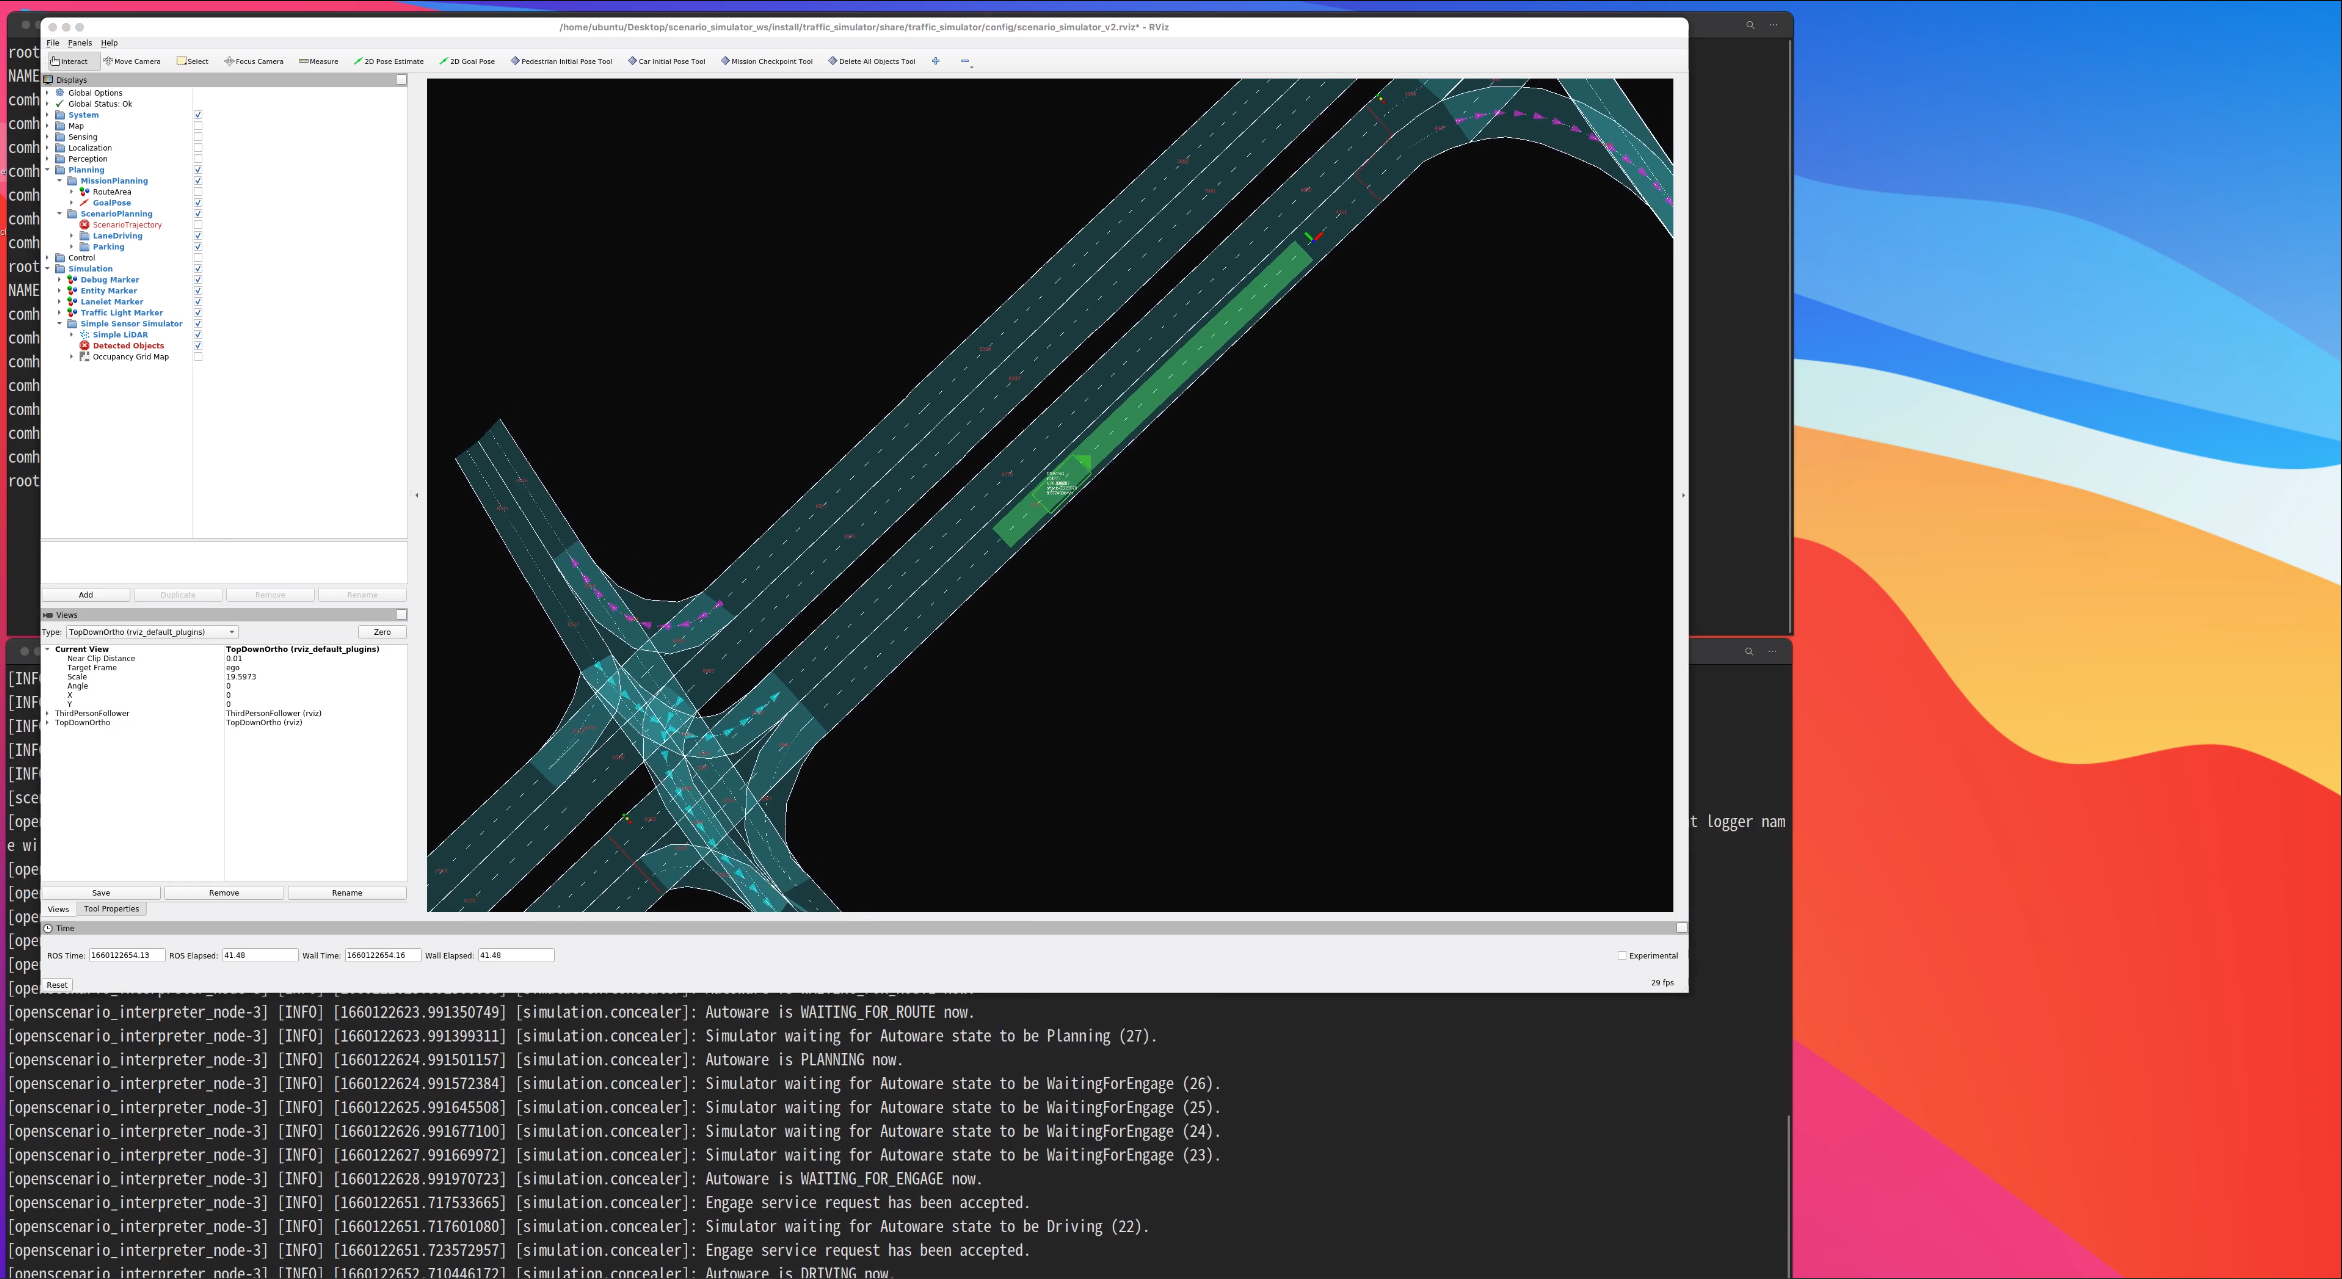 /home/ubuntu/Desktop/scenario_simulator_ws/install/traffic_simulator/share/traffic_simulator/config/scenario_simulator_v2.rviz* - RViz
File Panels Help
Interact Move Camera Select Focus Camera Measure 2D Pose Estimate 2D Goal Pose Pedestrian Initial Pose Tool Car Initial Pose Tool Mission Checkpoint Tool Delete All Objects Tool
root
NAME
comh
comh
comh
comh
comh
comh
comh
comh
root
NAME
comh
comh
comh
comh
comh
comh
comh
root
Displays
Global Options
Global Status: Ok
System
Map
Sensing
Localization
Perception
Planning
MissionPlanning
RouteArea
GoalPose
ScenarioPlanning
ScenarioTrajectory
LaneDriving
Parking
Control
Simulation
Debug Marker
Entity Marker
Lanelet Marker
Traffic Light Marker
Simple Sensor Simulator
Simple LiDAR
Detected Objects
Occupancy Grid Map
Add Duplicate Remove Rename
Views
Type: TopDownOrtho (rviz_default_plugins) Zero
Current View TopDownOrtho (rviz_default_plugins)
Near Clip Distance 0.01
Target Frame ego
Scale 19.5973
Angle 0
X 0
Y 0
ThirdPersonFollower ThirdPersonFollower (rviz)
TopDownOrtho TopDownOrtho (rviz)
Save Remove Rename
Views Tool Properties
Time
ROS Time: 1660122654.13 ROS Elapsed: 41.48 Wall Time: 1660122654.16 Wall Elapsed: 41.48 Experimental
Reset 29 fps
[INFO
[INFO
[INFO
[INFO
[INFO
[sce
[ope t logger nam
e wi
[ope
[ope
[ope
[ope
[ope
[openscenario_interpreter_node-3] [INFO]
[openscenario_interpreter_node-3] [INFO] [1660122623.991350749] [simulation.concealer]: Autoware is WAITING_FOR_ROUTE now.
[openscenario_interpreter_node-3] [INFO] [1660122623.991399311] [simulation.concealer]: Simulator waiting for Autoware state to be Planning (27).
[openscenario_interpreter_node-3] [INFO] [1660122624.991501157] [simulation.concealer]: Autoware is PLANNING now.
[openscenario_interpreter_node-3] [INFO] [1660122624.991572384] [simulation.concealer]: Simulator waiting for Autoware state to be WaitingForEngage (26).
[openscenario_interpreter_node-3] [INFO] [1660122625.991645508] [simulation.concealer]: Simulator waiting for Autoware state to be WaitingForEngage (25).
[openscenario_interpreter_node-3] [INFO] [1660122626.991677100] [simulation.concealer]: Simulator waiting for Autoware state to be WaitingForEngage (24).
[openscenario_interpreter_node-3] [INFO] [1660122627.991669972] [simulation.concealer]: Simulator waiting for Autoware state to be WaitingForEngage (23).
[openscenario_interpreter_node-3] [INFO] [1660122628.991970723] [simulation.concealer]: Autoware is WAITING_FOR_ENGAGE now.
[openscenario_interpreter_node-3] [INFO] [1660122651.717533665] [simulation.concealer]: Engage service request has been accepted.
[openscenario_interpreter_node-3] [INFO] [1660122651.717601080] [simulation.concealer]: Simulator waiting for Autoware state to be Driving (22).
[openscenario_interpreter_node-3] [INFO] [1660122651.723572957] [simulation.concealer]: Engage service request has been accepted.
[openscenario_interpreter_node-3] [INFO] [1660122652.710446172] [simulation.concealer]: Autoware is DRIVING now.